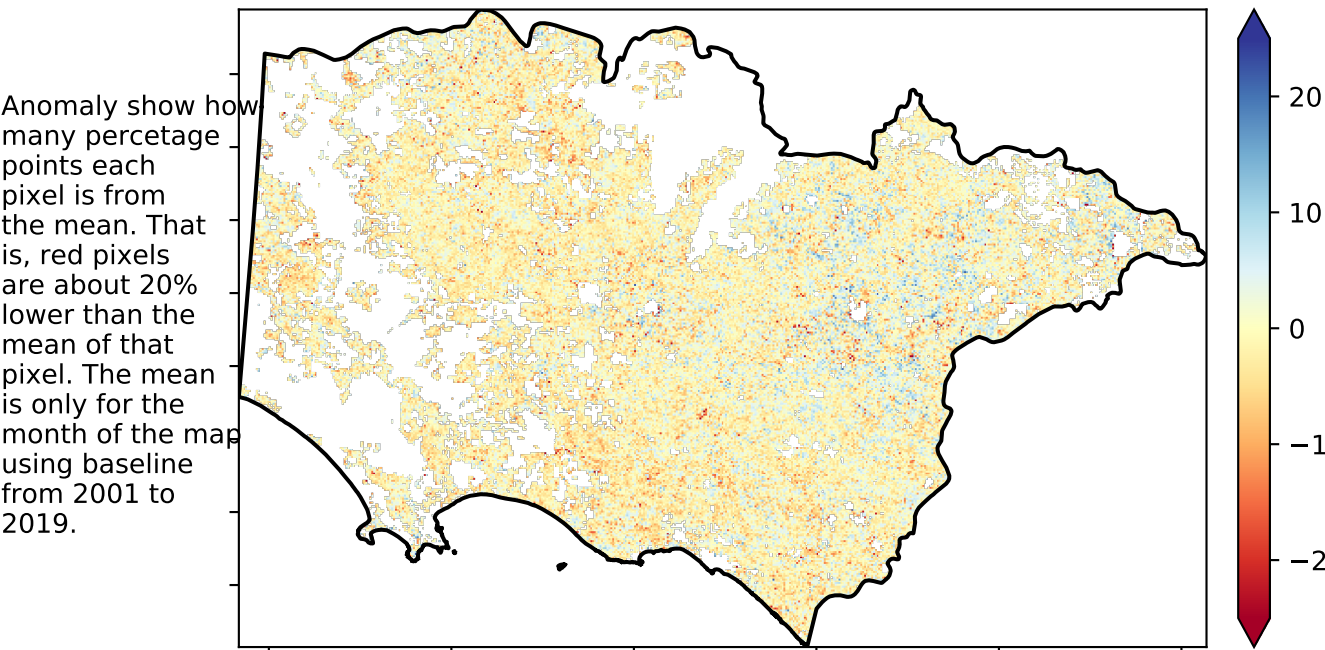 Anomaly show how
many percetage
points each
pixel is from
the mean. That
is, red pixels
are about 20%
lower than the
mean of that
pixel. The mean
is only for the
month of the map
using baseline
from 2001 to
2019.
20
10
0
−1
−2